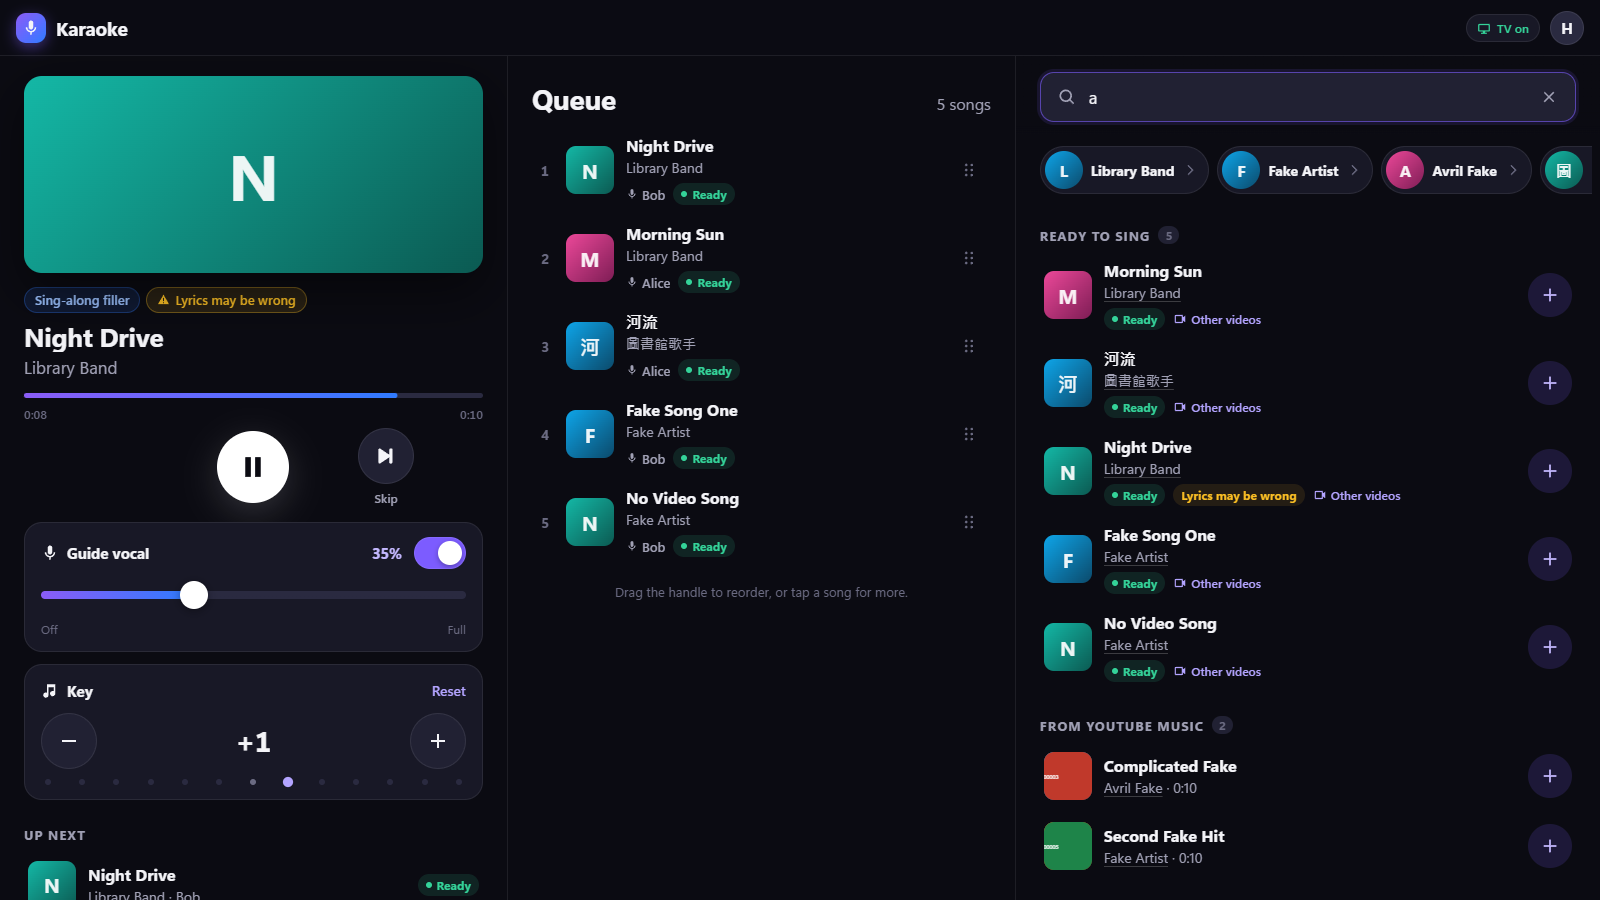 Karaoke
TV on
H
N
Sing-along filler
Lyrics may be wrong
Night Drive
Library Band
0:08
0:10
Skip
Guide vocal
35%
Off
Full
Key
Reset
+1
UP NEXT
N
Night Drive
Library Band · Bob
Ready
Queue
5 songs
1
N
Night Drive
Library Band
Bob
Ready
2
M
Morning Sun
Library Band
Alice
Ready
3
河
河流
圖書館歌手
Alice
Ready
4
F
Fake Song One
Fake Artist
Bob
Ready
5
N
No Video Song
Fake Artist
Bob
Ready
Drag the handle to reorder, or tap a song for more.
a
L
Library Band
F
Fake Artist
A
Avril Fake
圖
READY TO SING
5
M
Morning Sun
Library Band
Ready
Other videos
河
河流
圖書館歌手
Ready
Other videos
N
Night Drive
Library Band
Ready
Lyrics may be wrong
Other videos
F
Fake Song One
Fake Artist
Ready
Other videos
N
No Video Song
Fake Artist
Ready
Other videos
FROM YOUTUBE MUSIC
2
Complicated Fake
Avril Fake · 0:10
Second Fake Hit
Fake Artist · 0:10